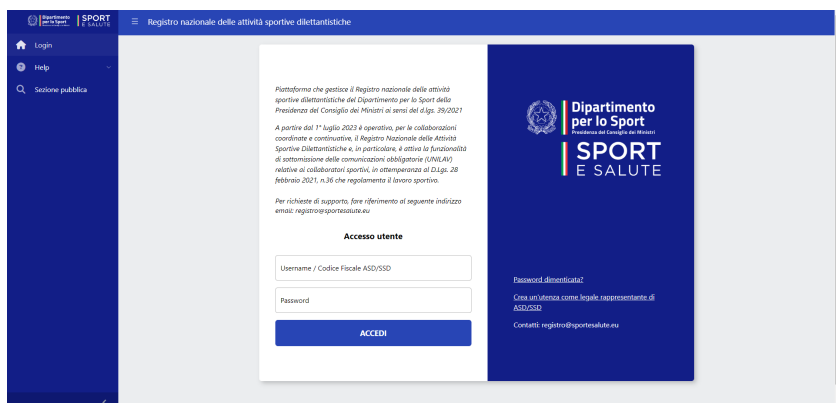 Dipartimento
per lo Sport
SPORT
E SALUTE
Registro nazionale delle attività sportive dilettantistiche
Login
Help
Sezione pubblica
Piattaforma che gestisce il Registro nazionale delle attività
sportive dilettantistiche del Dipartimento per lo Sport della
Presidenza del Consiglio dei Ministri ai sensi del d.lgs. 39/2021
A partire dal 1° luglio 2023 è operativo, per le collaborazioni
coordinate e continuative, il Registro Nazionale delle Attività
Sportive Dilettantistiche e, in particolare, è attiva la funzionalità
di sottomissione delle comunicazioni obbligatorie (UNILAV)
relative ai collaboratori sportivi, in ottemperanza al D.Lgs. 28
febbraio 2021, n.36 che regolamenta il lavoro sportivo.
Per richieste di supporto, fare riferimento al seguente indirizzo
email: registro@sportesalute.eu
Accesso utente
Username / Codice Fiscale ASD/SSD
Password
ACCEDI
Dipartimento
per lo Sport
Presidenza del Consiglio dei Ministri
SPORT
E SALUTE
Password dimenticata?
Crea un'utenza come legale rappresentante di
ASD/SSD
Contatti: registro@sportesalute.eu